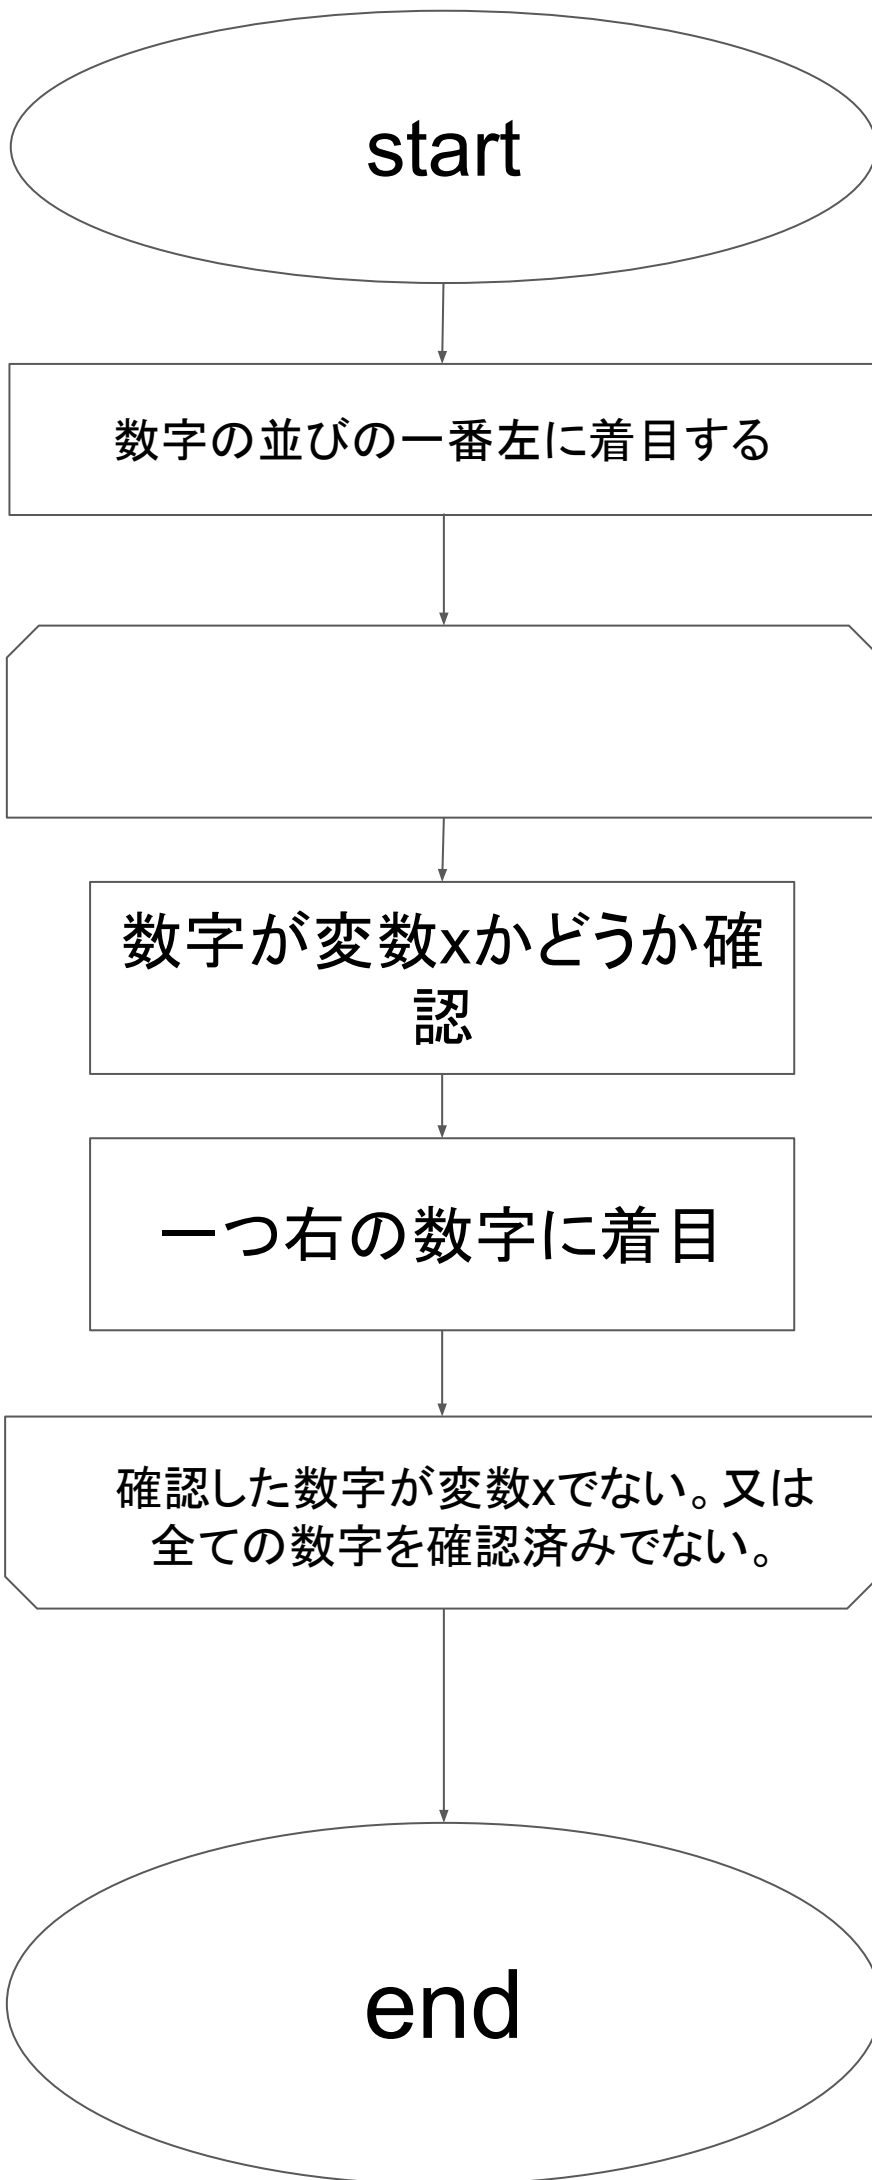 start
数字の並びの一番左に着目する
数字が変数xかどうか確
認
一つ右の数字に着目
確認した数字が変数xでない。又は
全ての数字を確認済みでない。
end